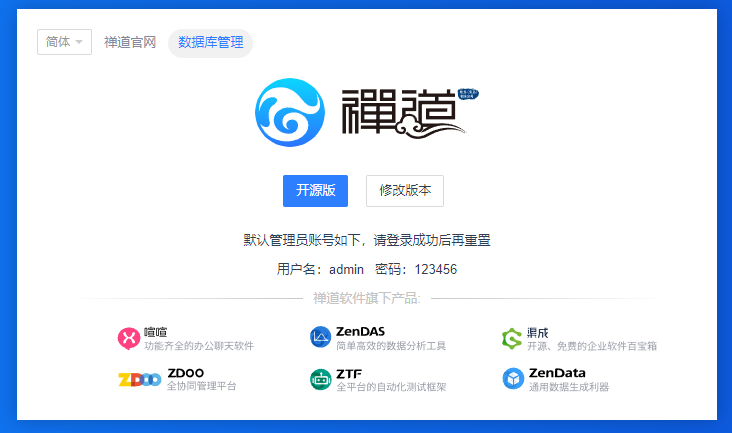 简体
禅道官网
数据库管理
禪道
开源版
修改版本
默认管理员账号如下，请登录成功后再重置
用户名：admin 密码：123456
禅道软件旗下产品:
喧喧
功能齐全的办公聊天软件
ZenDAS
简单高效的数据分析工具
渠成
开源、免费的企业软件百宝箱
ZDOO
ZDOO
全协同管理平台
ZTF
全平台的自动化测试框架
ZenData
通用数据生成利器